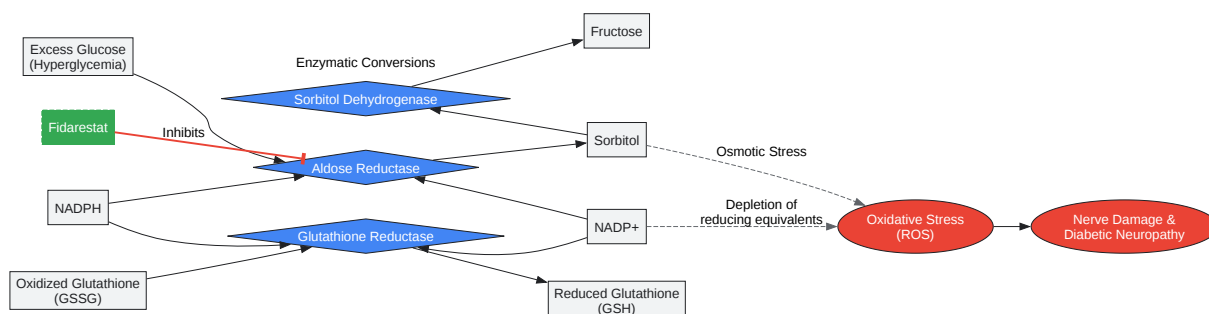 Excess Glucose
(Hyperglycemia)
Fidarestat
Inhibits
NADPH
Oxidized Glutathione
(GSSG)
Enzymatic Conversions
Sorbitol Dehydrogenase
Aldose Reductase
Glutathione Reductase
Fructose
Sorbitol
NADP+
Reduced Glutathione
(GSH)
Osmotic Stress
Depletion of
reducing equivalents
Oxidative Stress
(ROS)
Nerve Damage &
Diabetic Neuropathy